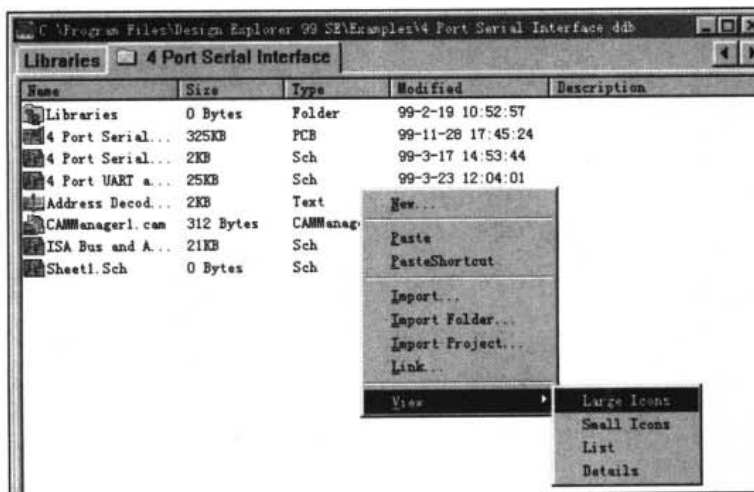 C:\Program Files\Design Explorer 99 SE\Examples\4 Port Serial Interface ddb
Libraries 4 Port Serial Interface
Name Size Type Modified Description
Libraries 0 Bytes Folder 99-2-19 10:52:57
4 Port Serial... 325KB PCB 99-11-28 17:45:24
4 Port Serial... 2KB Sch 99-3-17 14:53:44
4 Port UART a... 25KB Sch 99-3-23 12:04:01
Address Decod... 2KB Text
CAMManager1.cam 312 Bytes CAMManag
ISA Bus and A... 21KB Sch
Sheet1.Sch 0 Bytes Sch
New...
Paste
PasteShortcut
Import...
Import Folder...
Import Project...
Link...
View
Large Icons
Small Icons
List
Details